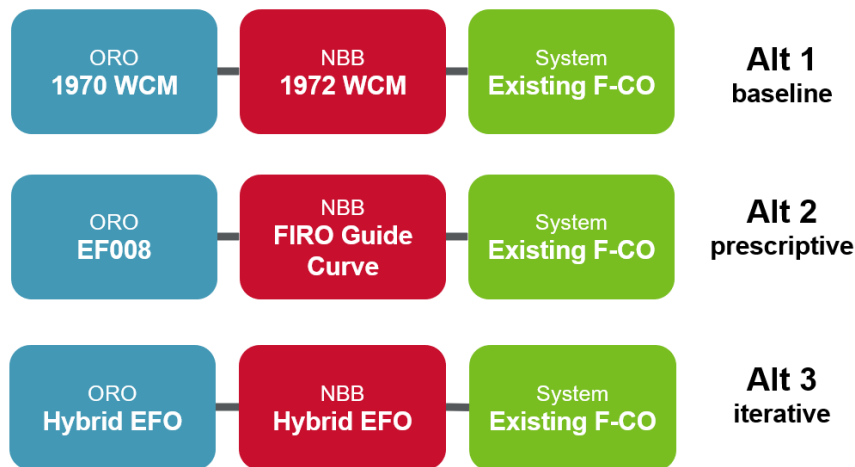 ORO
1970 WCM
NBB
1972 WCM
System
Existing F-CO
Alt 1
baseline
ORO
EF008
NBB
FIRO Guide
Curve
System
Existing F-CO
Alt 2
prescriptive
ORO
Hybrid EFO
NBB
Hybrid EFO
System
Existing F-CO
Alt 3
iterative